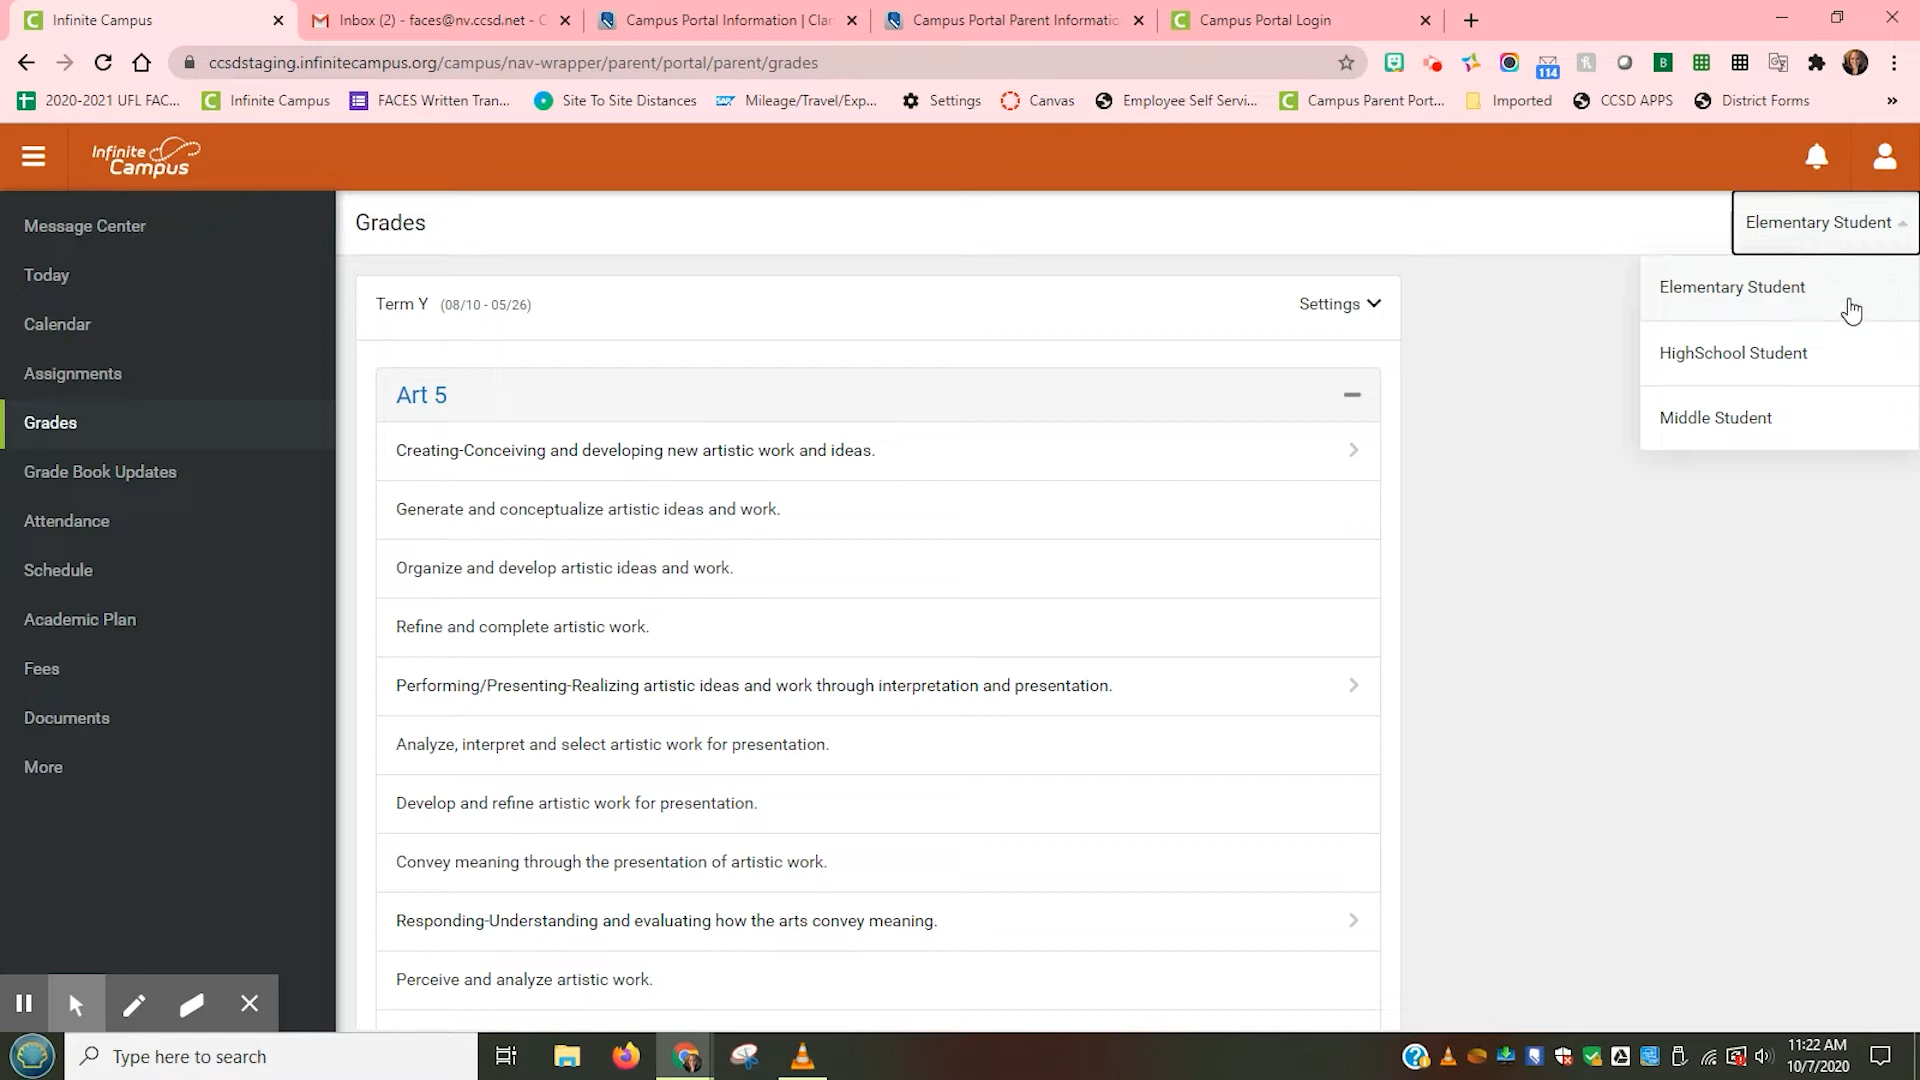 Infinite Campus
Inbox (2) - faces@nv.ccsd.net - C
Campus Portal Information | Clar
Campus Portal Parent Informatio
Campus Portal Login
ccsdstaging.infinitecampus.org/campus/nav-wrapper/parent/portal/parent/grades
114
B
2020-2021 UFL FAC...
Infinite Campus
FACES Written Tran...
Site To Site Distances
Mileage/Travel/Exp...
Settings
Canvas
Employee Self Servi...
Campus Parent Port...
Imported
CCSD APPS
District Forms
»
Infinite
Campus
Message Center
Today
Calendar
Assignments
Grades
Grade Book Updates
Attendance
Schedule
Academic Plan
Fees
Documents
More
Grades
Elementary Student
Elementary Student
HighSchool Student
Middle Student
Term Y (08/10 - 05/26)
Settings
Art 5
Creating-Conceiving and developing new artistic work and ideas.
Generate and conceptualize artistic ideas and work.
Organize and develop artistic ideas and work.
Refine and complete artistic work.
Performing/Presenting-Realizing artistic ideas and work through interpretation and presentation.
Analyze, interpret and select artistic work for presentation.
Develop and refine artistic work for presentation.
Convey meaning through the presentation of artistic work.
Responding-Understanding and evaluating how the arts convey meaning.
Perceive and analyze artistic work.
Type here to search
11:22 AM
10/7/2020